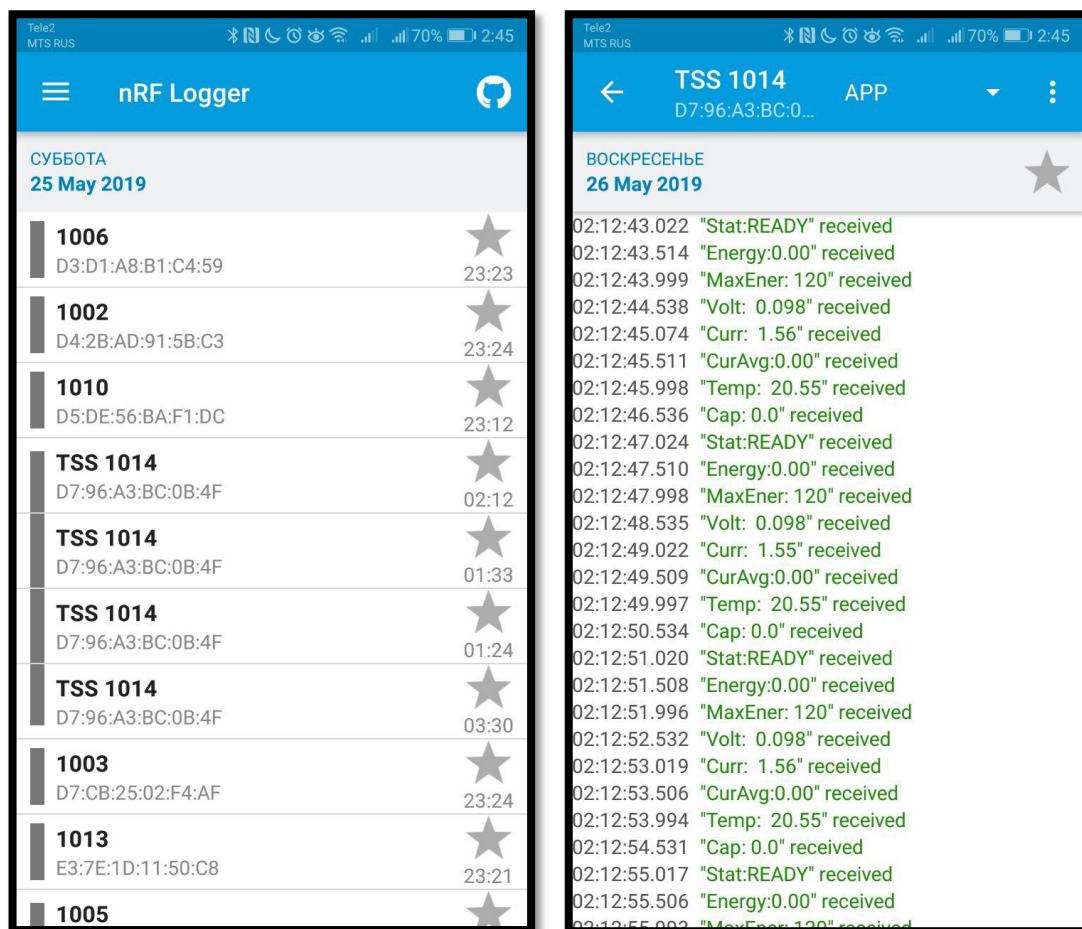 Tele2
MTS RUS
70% 2:45
nRF Logger
СУББОТА
25 May 2019
1006
D3:D1:A8:B1:C4:59
23:23
1002
D4:2B:AD:91:5B:C3
23:24
1010
D5:DE:56:BA:F1:DC
23:12
TSS 1014
D7:96:A3:BC:0B:4F
02:12
TSS 1014
D7:96:A3:BC:0B:4F
01:33
TSS 1014
D7:96:A3:BC:0B:4F
01:24
TSS 1014
D7:96:A3:BC:0B:4F
03:30
1003
D7:CB:25:02:F4:AF
23:24
1013
E3:7E:1D:11:50:C8
23:21
1005
Tele2
MTS RUS
70% 2:45
TSS 1014
D7:96:A3:BC:0...
APP
ВОСКРЕСЕНЬЕ
26 May 2019
02:12:43.022 "Stat:READY" received
02:12:43.514 "Energy:0.00" received
02:12:43.999 "MaxEner: 120" received
02:12:44.538 "Volt: 0.098" received
02:12:45.074 "Curr: 1.56" received
02:12:45.511 "CurAvg:0.00" received
02:12:45.998 "Temp: 20.55" received
02:12:46.536 "Cap: 0.0" received
02:12:47.024 "Stat:READY" received
02:12:47.510 "Energy:0.00" received
02:12:47.998 "MaxEner: 120" received
02:12:48.535 "Volt: 0.098" received
02:12:49.022 "Curr: 1.55" received
02:12:49.509 "CurAvg:0.00" received
02:12:49.997 "Temp: 20.55" received
02:12:50.534 "Cap: 0.0" received
02:12:51.020 "Stat:READY" received
02:12:51.508 "Energy:0.00" received
02:12:51.996 "MaxEner: 120" received
02:12:52.532 "Volt: 0.098" received
02:12:53.019 "Curr: 1.56" received
02:12:53.506 "CurAvg:0.00" received
02:12:53.994 "Temp: 20.55" received
02:12:54.531 "Cap: 0.0" received
02:12:55.017 "Stat:READY" received
02:12:55.506 "Energy:0.00" received
"MaxEner: 120" received